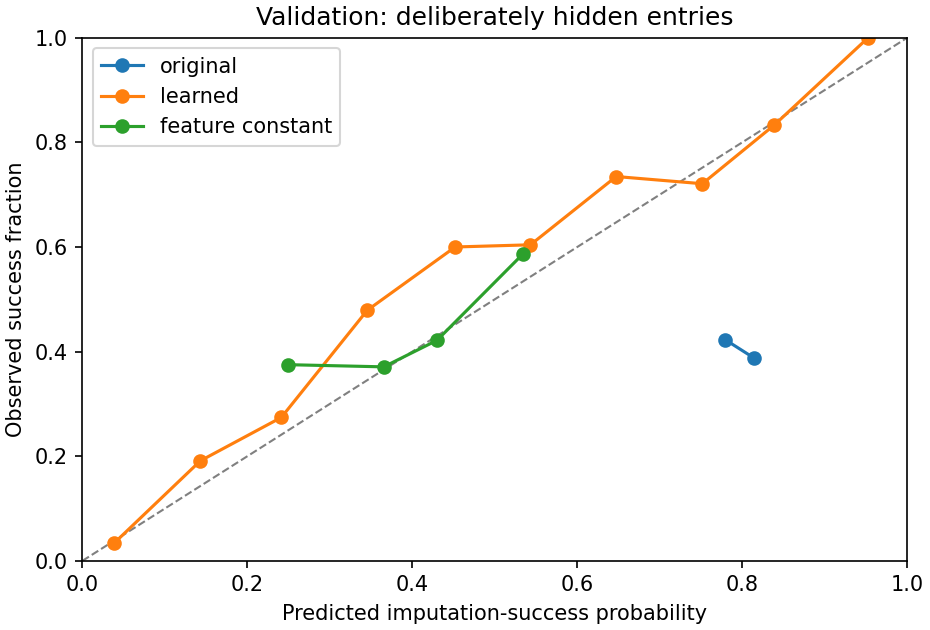 Validation: deliberately hidden entries
original
learned
feature constant
Observed success fraction
1.0
0.8
0.6
0.4
0.2
0.0
0.0 0.2 0.4 0.6 0.8 1.0
Predicted imputation-success probability